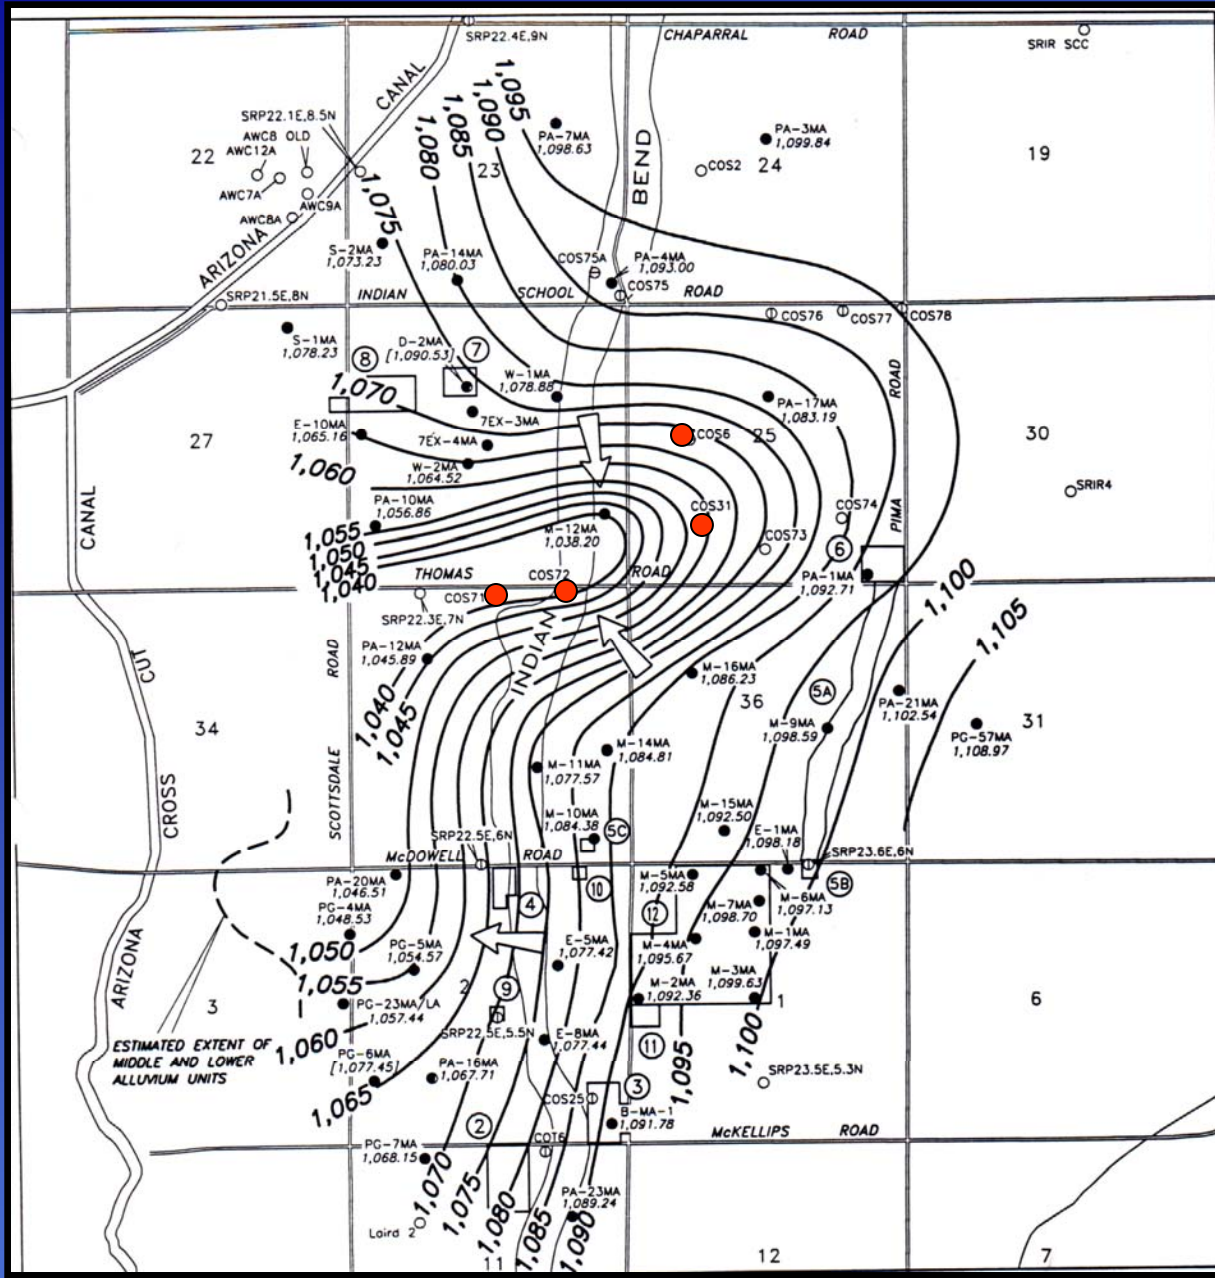 SRP22.4E,9N
CHAPARRAL ROAD
SRIR SCC
CANAL
1,095
1,090
1,085
1,080
1,075
SRP22.1E,8.5N
AWC8 OLD
AWC12A
22
AWC7A
AWC9A
AWC8A
ARIZONA
PA-7MA
1,098.63
PA-3MA
1,099.84
23
BEND
COS2
24
19
S-2MA
1,073.23
PA-14MA
1,080.03
COS75A
PA-4MA
1,093.00
COS75
SRP21.5E,8N
INDIAN SCHOOL ROAD
COS76
COS77
COS78
S-1MA
1,078.23
D-2MA
[1,090.53]
7
8
W-1MA
1,078.88
ROAD
1,070
7EX-3MA
PA-17MA
1,083.19
27
E-10MA
1,065.16
7EX-4MA
COS6
25
30
1,060
W-2MA
1,064.52
SRIR4
PA-10MA
1,056.86
COS31
COS74
PIMA
CANAL
M-12MA
1,038.20
1,055
1,050
1,045
1,040
COS73
6
THOMAS ROAD
COS72
PA-1MA
1,092.71
COS71
SRP22.3E,7N
1,100
1,105
CUT
ROAD
PA-12MA
1,045.89
INDIAN
M-16MA
1,086.23
36
5A
PA-21MA
1,102.54
34
1,040
1,045
M-9MA
1,098.59
PG-57MA
1,108.97
31
M-14MA
1,084.81
M-11MA
1,077.57
SCOTTSDALE
CROSS
M-10MA
1,084.38
5C
M-15MA
1,092.50
E-1MA
1,098.18
SRP22.5E,6N
McDOWELL ROAD
SRP23.6E,6N
PA-20MA
1,046.51
10
M-5MA
1,092.58
M-6MA
1,097.13
5B
PG-4MA
1,048.53
4
12
M-7MA
1,098.70
1,050
PG-5MA
1,054.57
E-5MA
1,077.42
M-4MA
1,095.67
M-1MA
1,097.49
ARIZONA
1,055
2
9
M-2MA
1,092.36
M-3MA
1,099.63
1
3
PG-23MA/LA
1,057.44
6
ESTIMATED EXTENT OF
MIDDLE AND LOWER
ALLUVIUM UNITS
1,060
SRP22.5E,5.5N
E-8MA
1,077.44
11
1,095
1,100
PG-6MA
[1,077.45]
PA-16MA
1,067.71
SRP23.5E,5.3N
1,065
COS25
3
2
B-MA-1
1,091.78
McKELLIPS ROAD
PG-7MA
1,068.15
COT6
1,070
1,075
1,080
1,085
1,090
PA-23MA
1,089.24
Laird 2
11
12
7